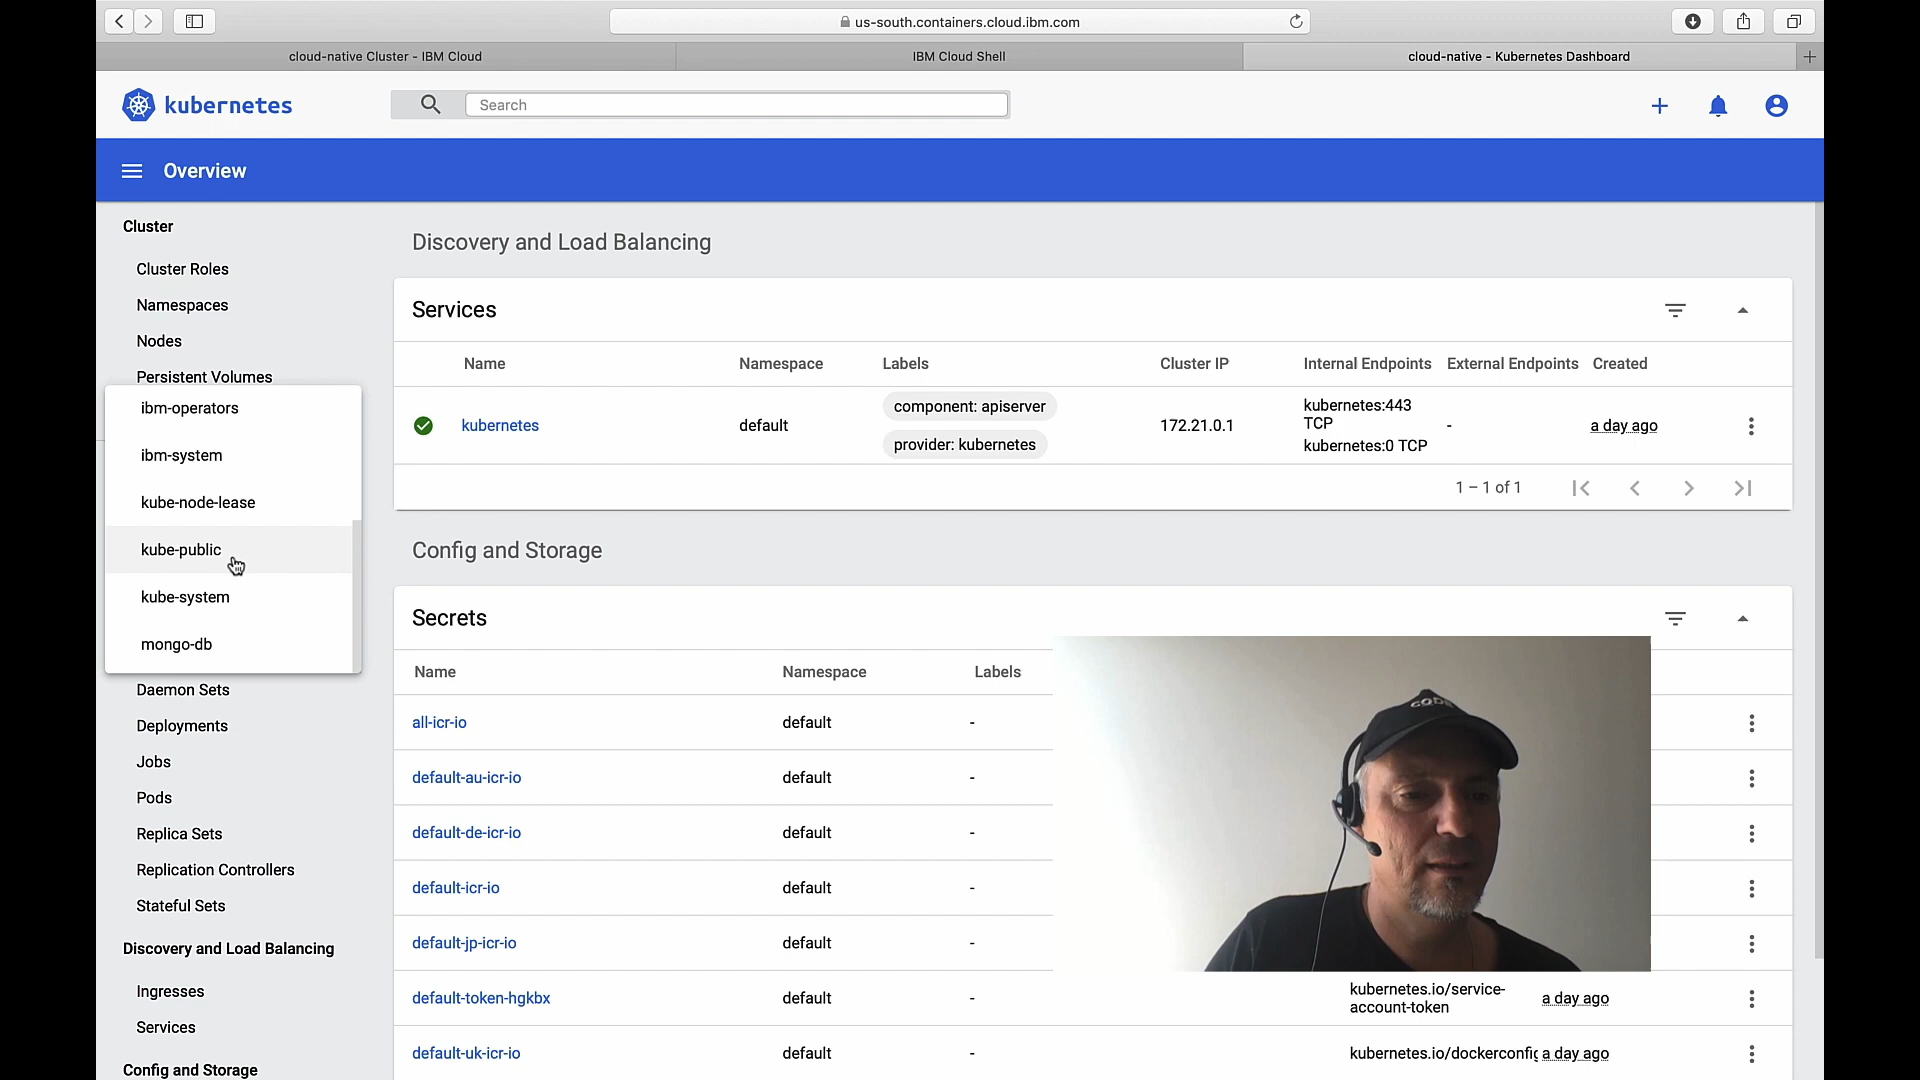 us-south.containers.cloud.ibm.com
cloud-native Cluster - IBM Cloud
IBM Cloud Shell
cloud-native - Kubernetes Dashboard
kubernetes
Search
Overview
Cluster
Cluster Roles
Namespaces
Nodes
Persistent Volumes
ibm-operators
ibm-system
kube-node-lease
kube-public
kube-system
mongo-db
Daemon Sets
Deployments
Jobs
Pods
Replica Sets
Replication Controllers
Stateful Sets
Discovery and Load Balancing
Ingresses
Services
Config and Storage
Discovery and Load Balancing
Services
Name Namespace Labels Cluster IP Internal Endpoints External Endpoints Created
kubernetes default component: apiserver provider: kubernetes 172.21.0.1 kubernetes:443 TCP kubernetes:0 TCP - a day ago
1 – 1 of 1
Config and Storage
Secrets
Name Namespace Labels
all-icr-io default -
default-au-icr-io default -
default-de-icr-io default -
default-icr-io default -
default-jp-icr-io default -
default-token-hgkbx default - kubernetes.io/service-account-token a day ago
default-uk-icr-io default - kubernetes.io/dockerconfig a day ago